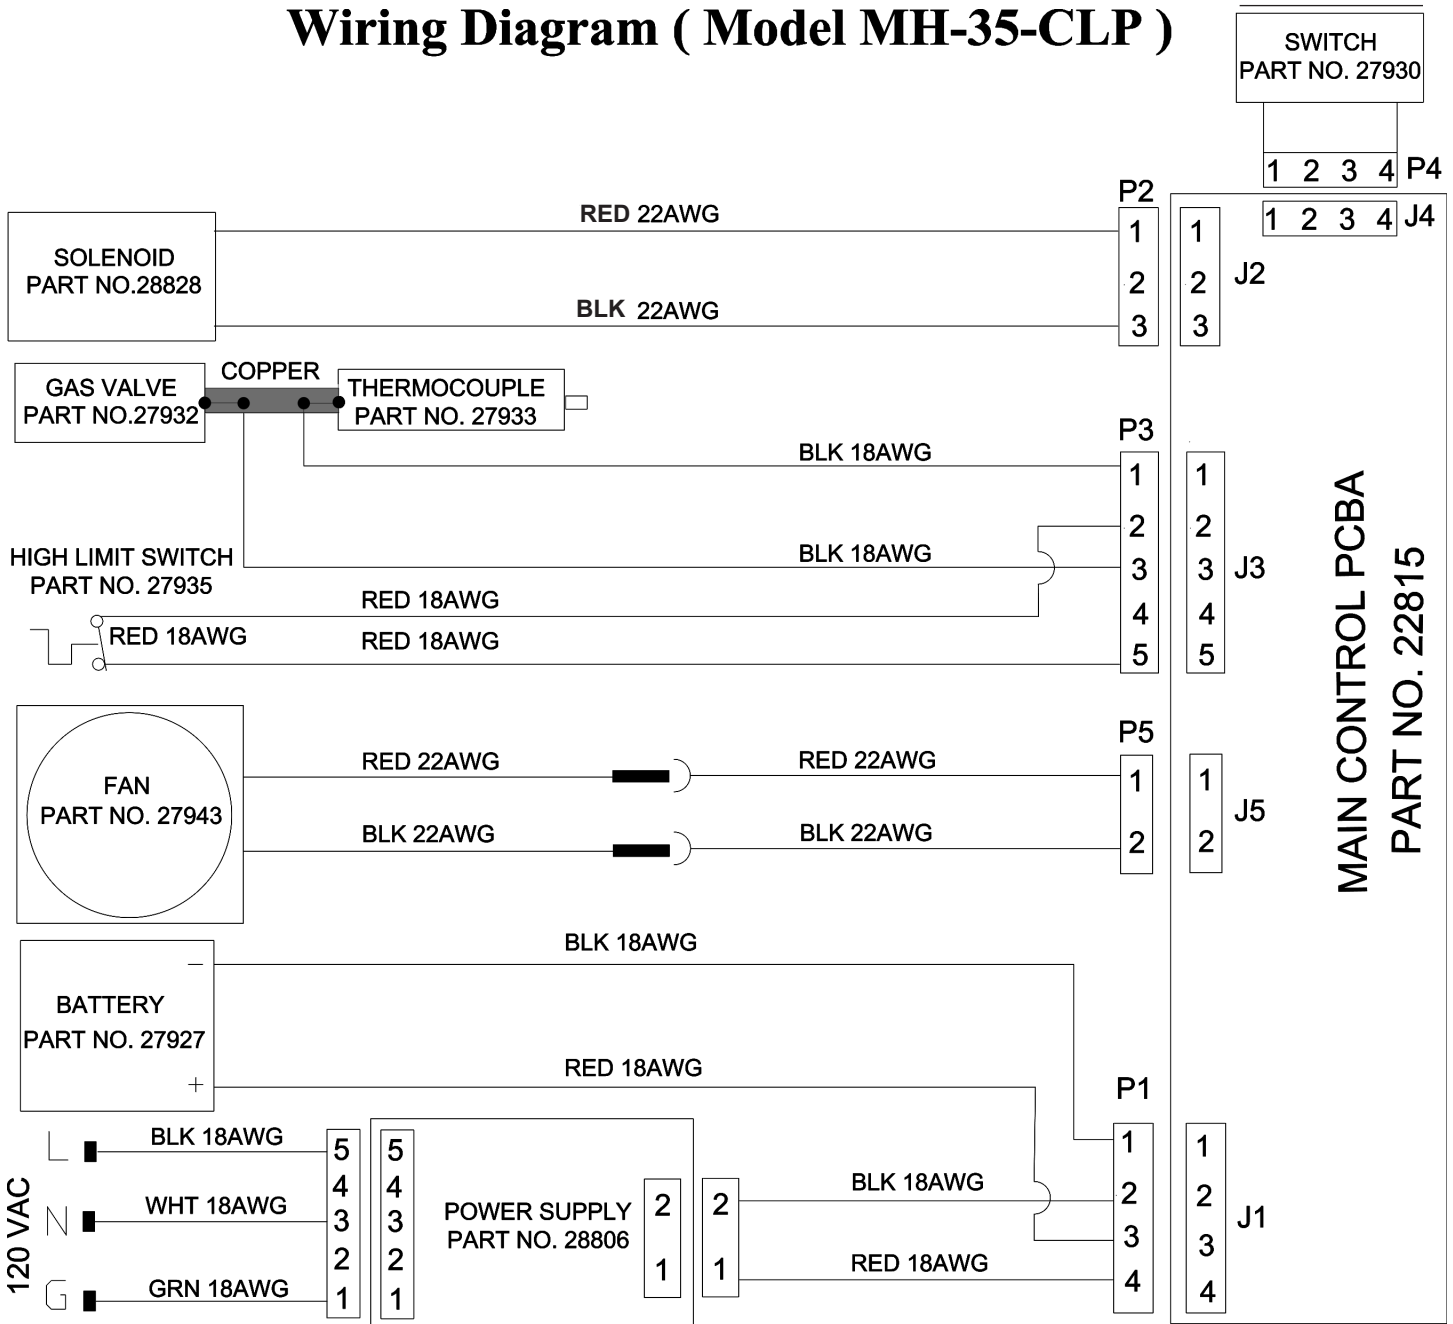 Wiring Diagram ( Model MH-35-CLP )
SWITCH
PART NO. 27930
1 2 3 4 P4
1 2 3 4 J4
P2
1
2
3
1
2
3
J2
RED 22AWG
SOLENOID
PART NO.28828
BLK 22AWG
COPPER
GAS VALVE
PART NO.27932
THERMOCOUPLE
PART NO. 27933
P3
1
2
3
4
5
1
2
3
4
5
J3
BLK 18AWG
BLK 18AWG
HIGH LIMIT SWITCH
PART NO. 27935
RED 18AWG
RED 18AWG
RED 18AWG
MAIN CONTROL PCBA
PART NO. 22815
P5
1
2
1
2
J5
RED 22AWG
RED 22AWG
FAN
PART NO. 27943
BLK 22AWG
BLK 22AWG
BLK 18AWG
−
BATTERY
PART NO. 27927
+
RED 18AWG
P1
1
2
3
4
1
2
3
4
J1
120 VAC
L
BLK 18AWG
N
WHT 18AWG
G
GRN 18AWG
5
4
3
2
1
5
4
3
2
1
POWER SUPPLY
PART NO. 28806
2
1
2
1
BLK 18AWG
RED 18AWG